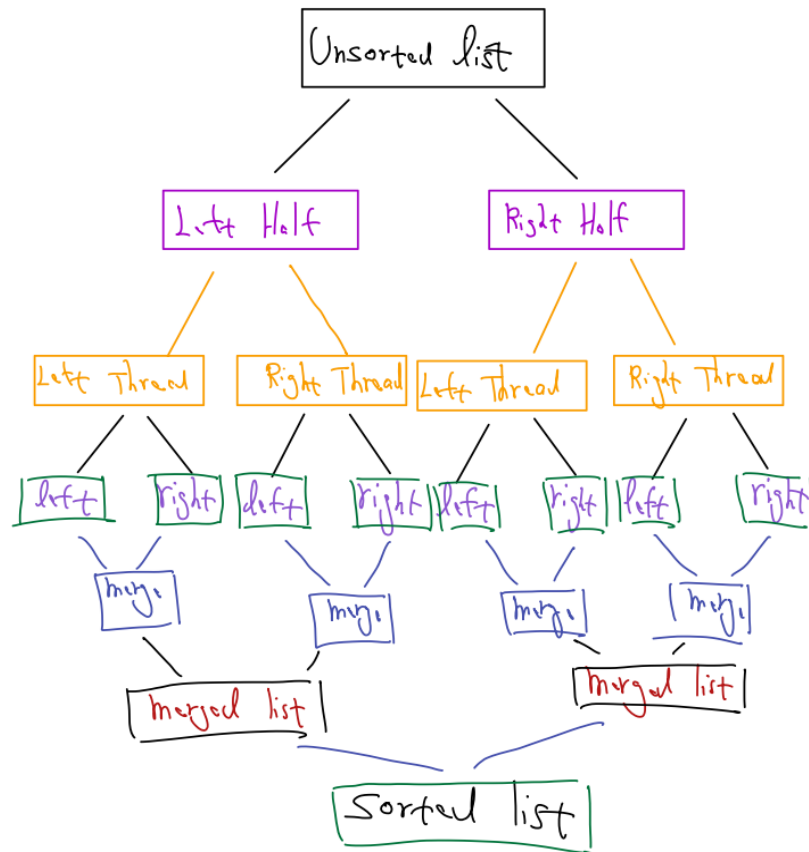 Unsorted list
Left Half
Right Half
Left Thread
Right Thread
Left Thread
Right Thread
left
right
left
right
left
right
left
right
merge
merge
merge
merge
merged list
merged list
Sorted list